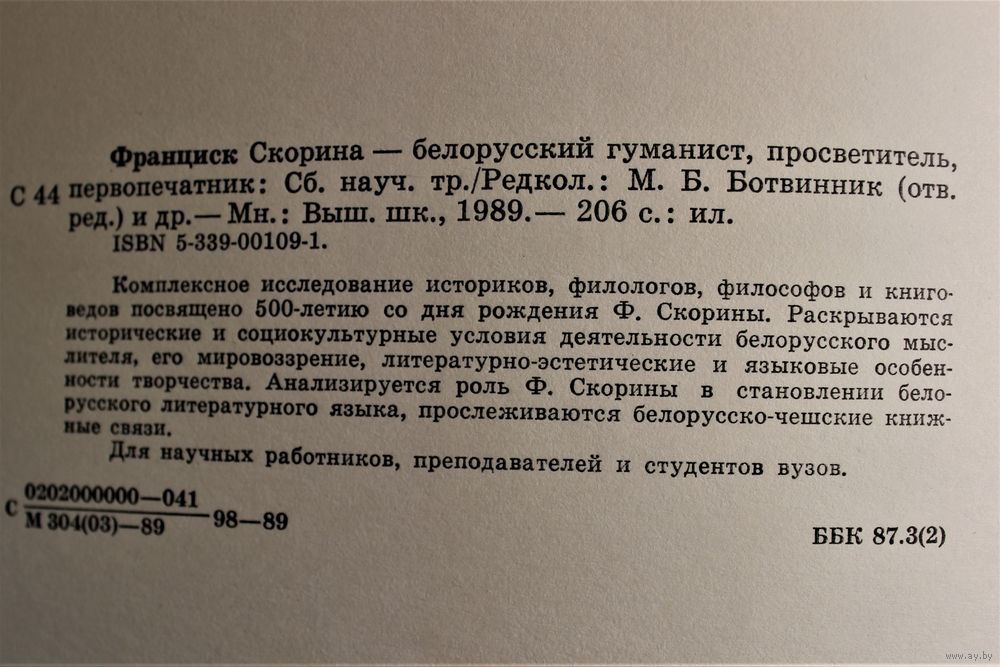 Франциск Скорина — белорусский гуманист, просветитель,
С 44 первопечатник: Сб. науч. тр./Редкол.: М. Б. Ботвинник (отв.
ред.) и др.— Мн.: Выш. шк., 1989.— 206 с.: ил.
ISBN 5-339-00109-1.
Комплексное исследование историков, филологов, философов и книго-
ведов посвящено 500-летию со дня рождения Ф. Скорины. Раскрываются
исторические и социокультурные условия деятельности белорусского мыс-
лителя, его мировоззрение, литературно-эстетические и языковые особен-
ности творчества. Анализируется роль Ф. Скорины в становлении бело-
русского литературного языка, прослеживаются белорусско-чешские книж-
ные связи.
Для научных работников, преподавателей и студентов вузов.
0202000000—041
С М 304(03)—89 98—89
ББК 87.3(2)
www.ay.by